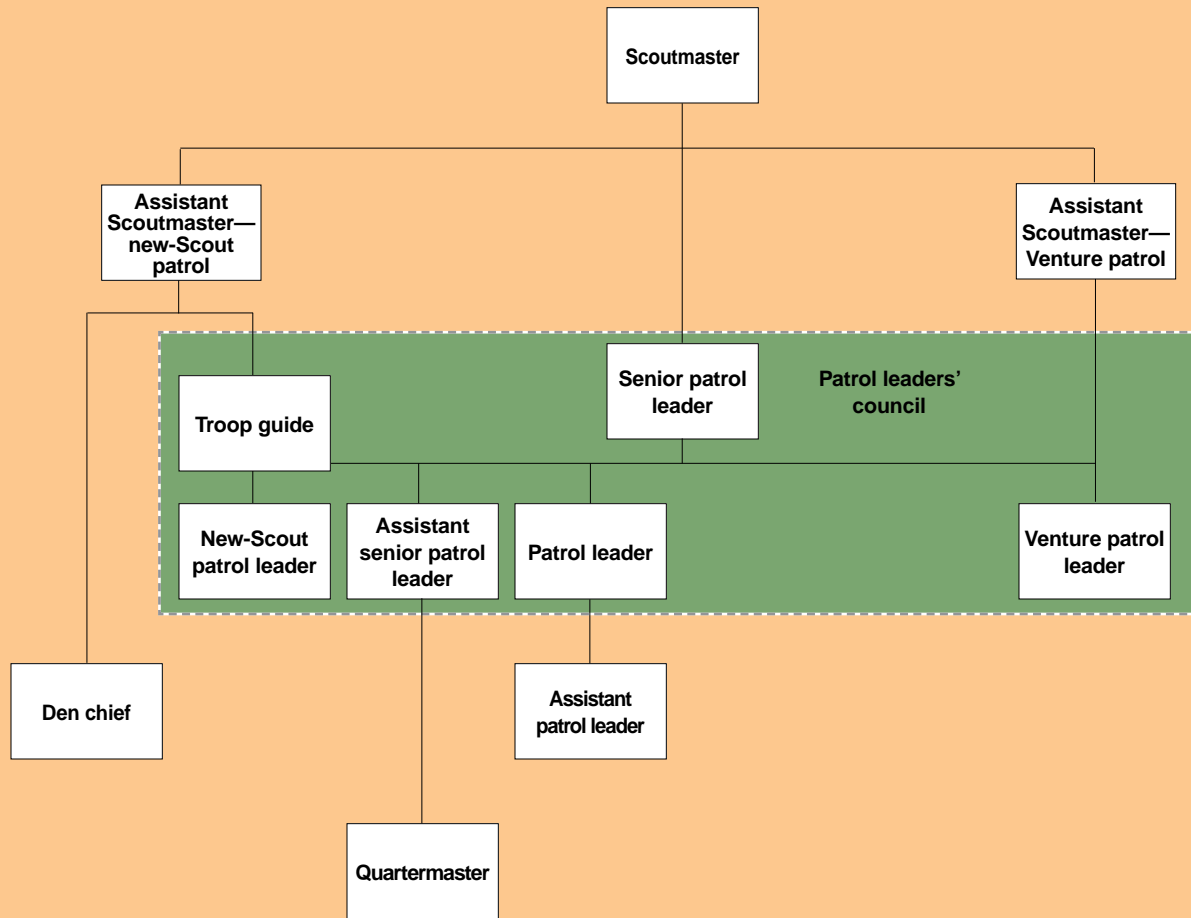 Scoutmaster
Assistant
Scoutmaster—
new-Scout
patrol
Assistant
Scoutmaster—
Venture patrol
Senior patrol
leader
Patrol leaders’
council
Troop guide
New-Scout
patrol leader
Assistant
senior patrol
leader
Patrol leader
Venture patrol
leader
Den chief
Assistant
patrol leader
Quartermaster